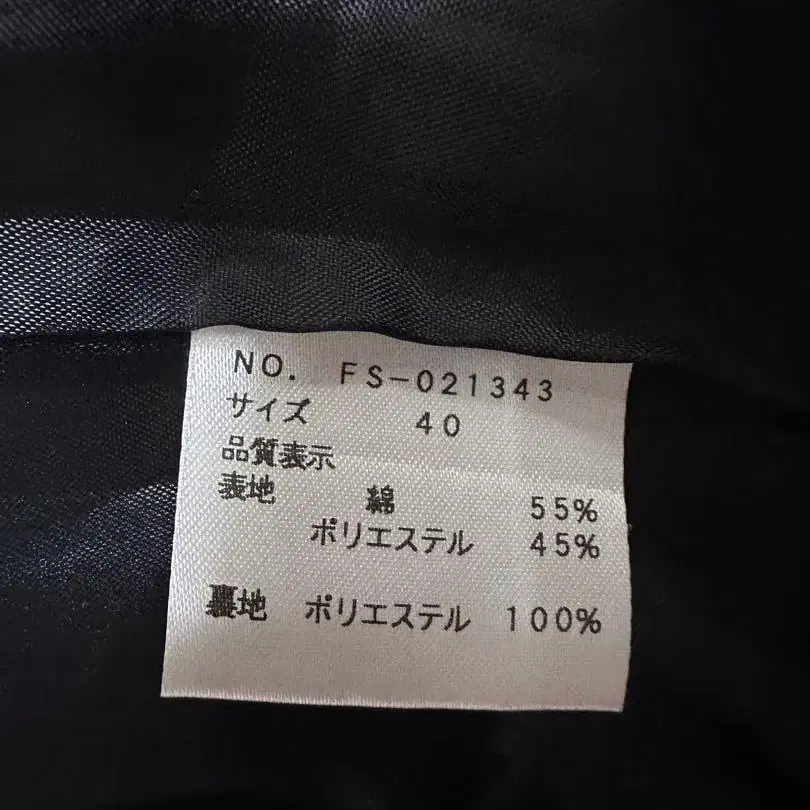 NO. FS-021343
サイズ 40
品質表示
表地 綿 55%
ポリエステル 45%
裏地 ポリエステル 100%